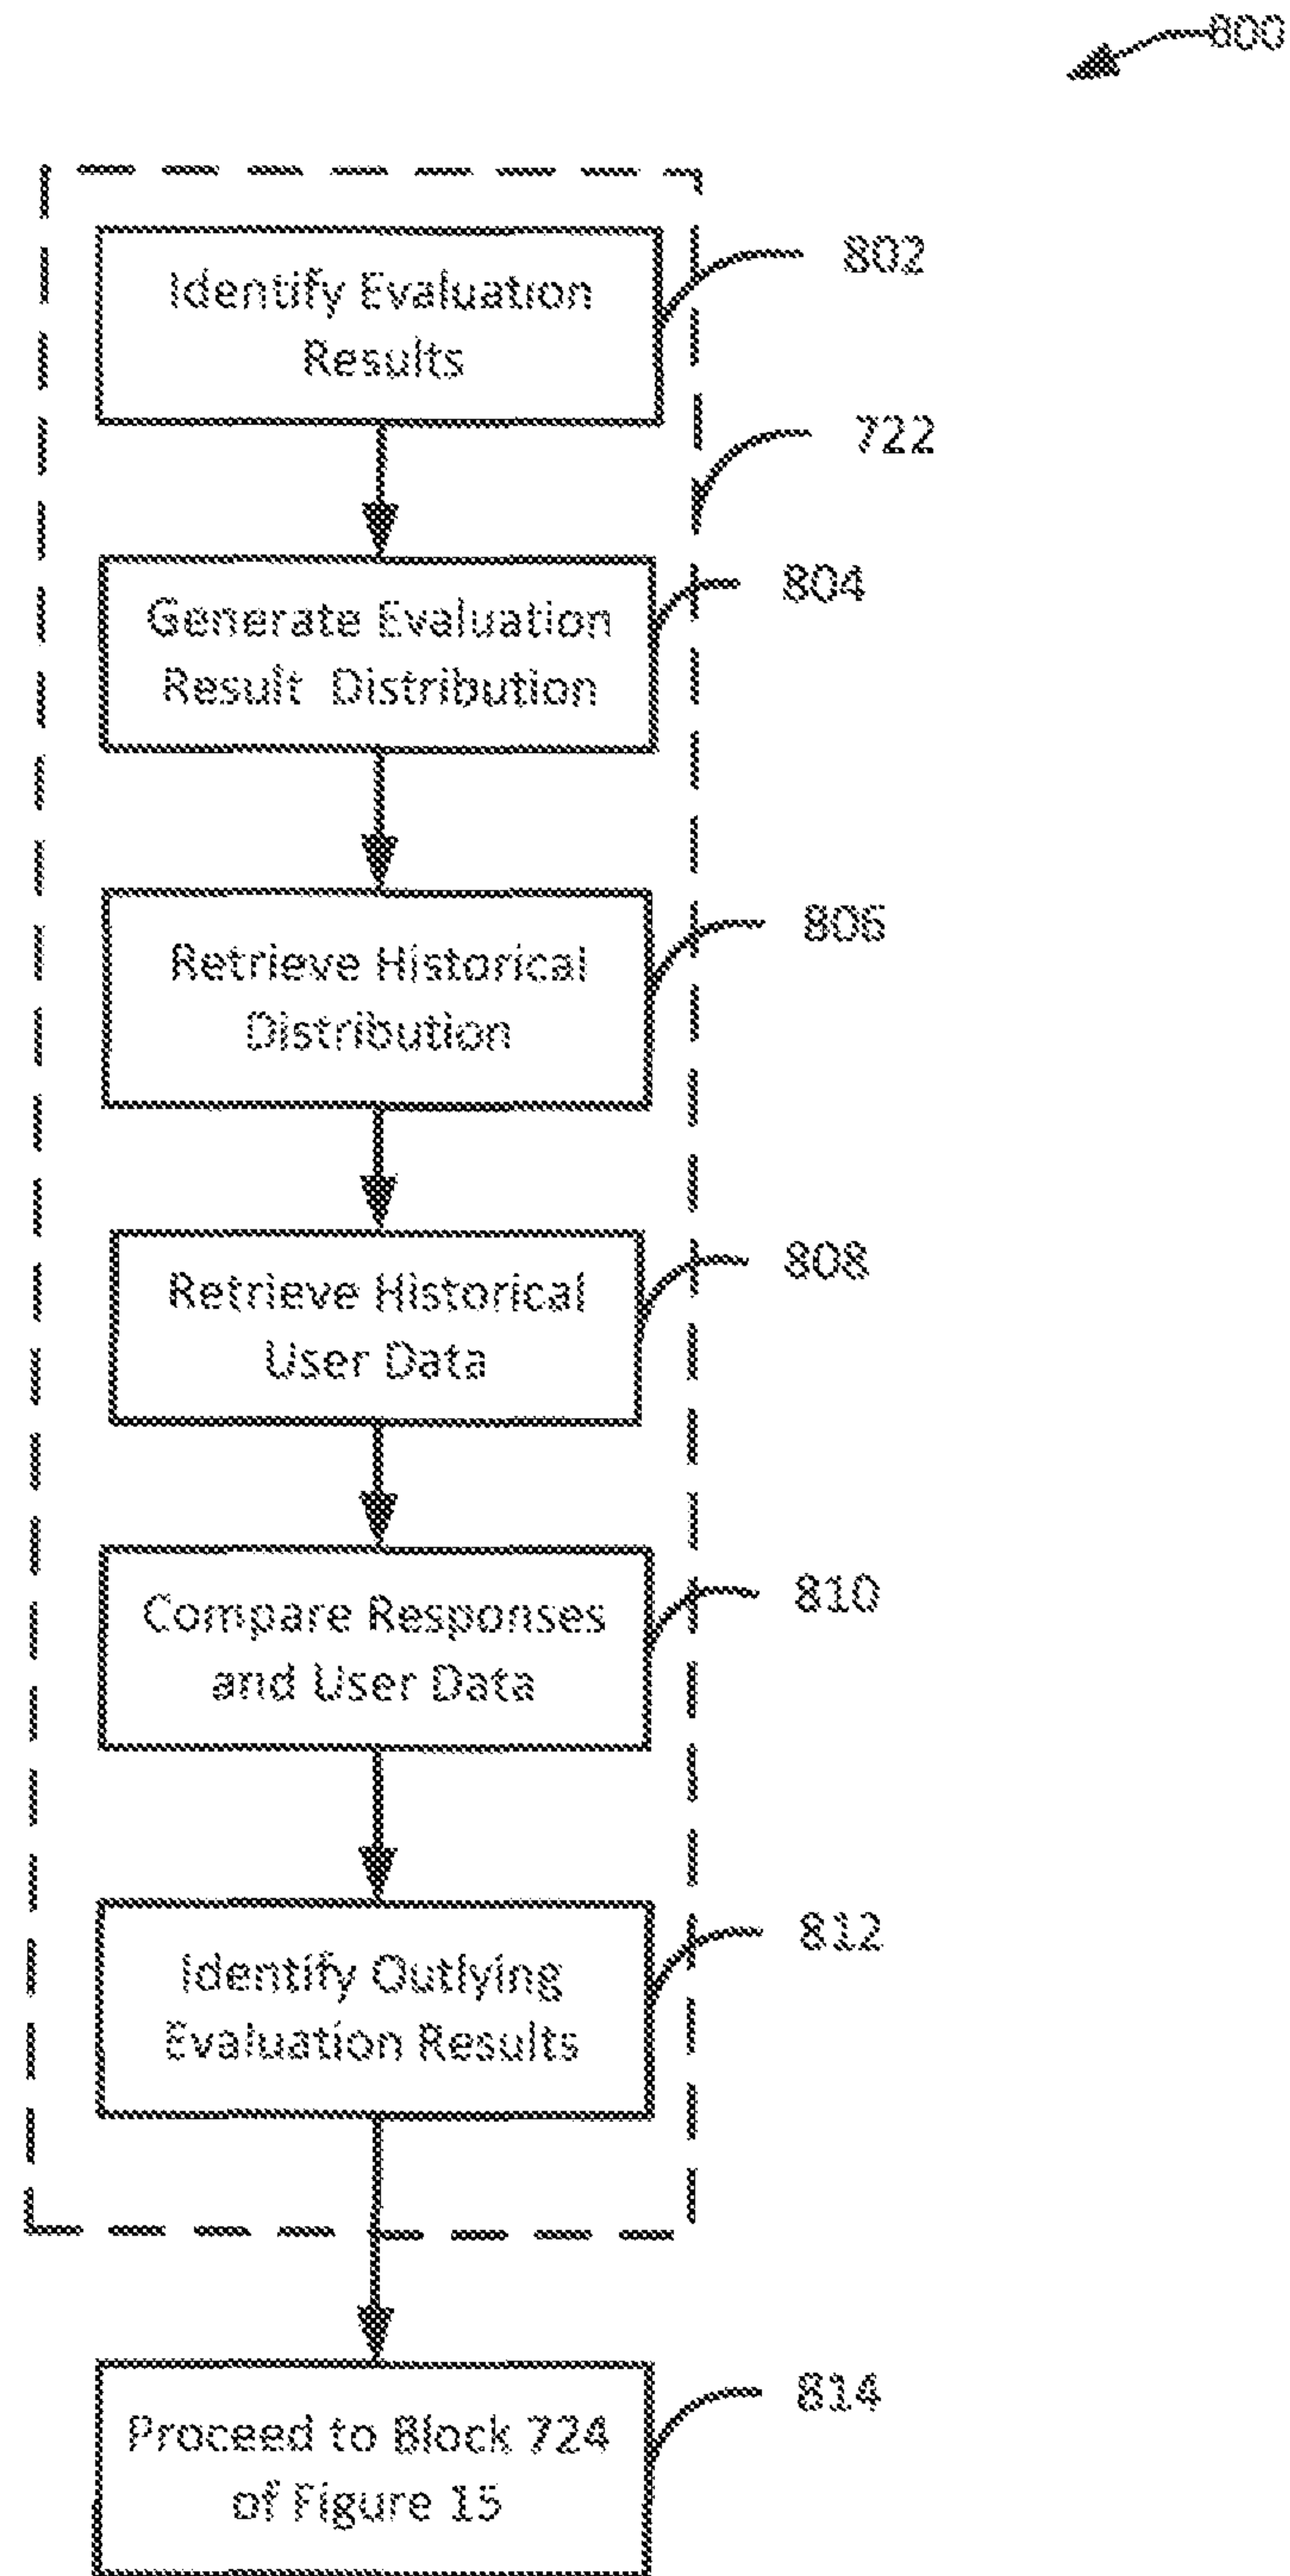 800
Identify Evaluation
Results
802
722
Generate Evaluation
Result Distribution
804
Retrieve Historical
Distribution
806
Retrieve Historical
User Data
808
Compare Responses
and User Data
810
Identify Outlying
Evaluation Results
812
Proceed to Block 724
of Figure 15
814